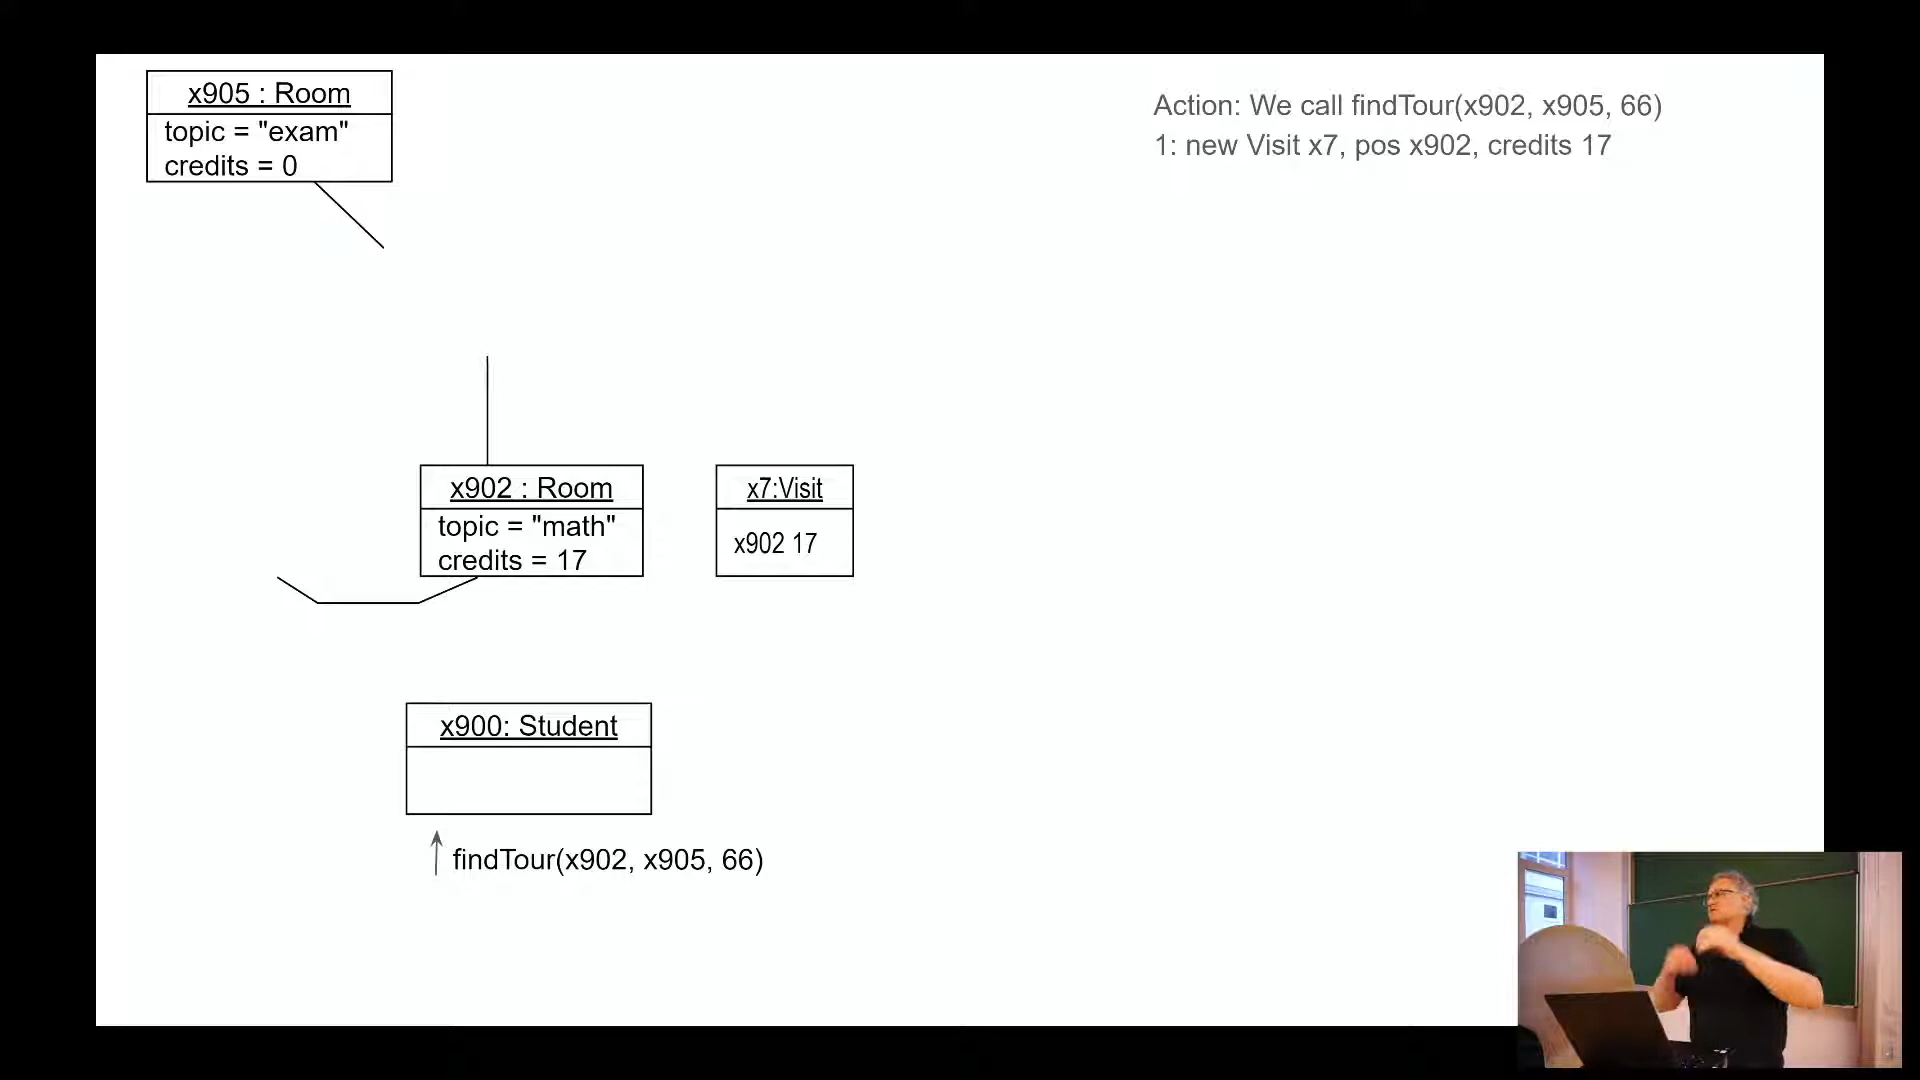 x905 : Room
topic = "exam"
credits = 0
Action: We call findTour(x902, x905, 66)
1: new Visit x7, pos x902, credits 17
x902 : Room
topic = "math"
credits = 17
x7:Visit
x902 17
x900: Student
findTour(x902, x905, 66)